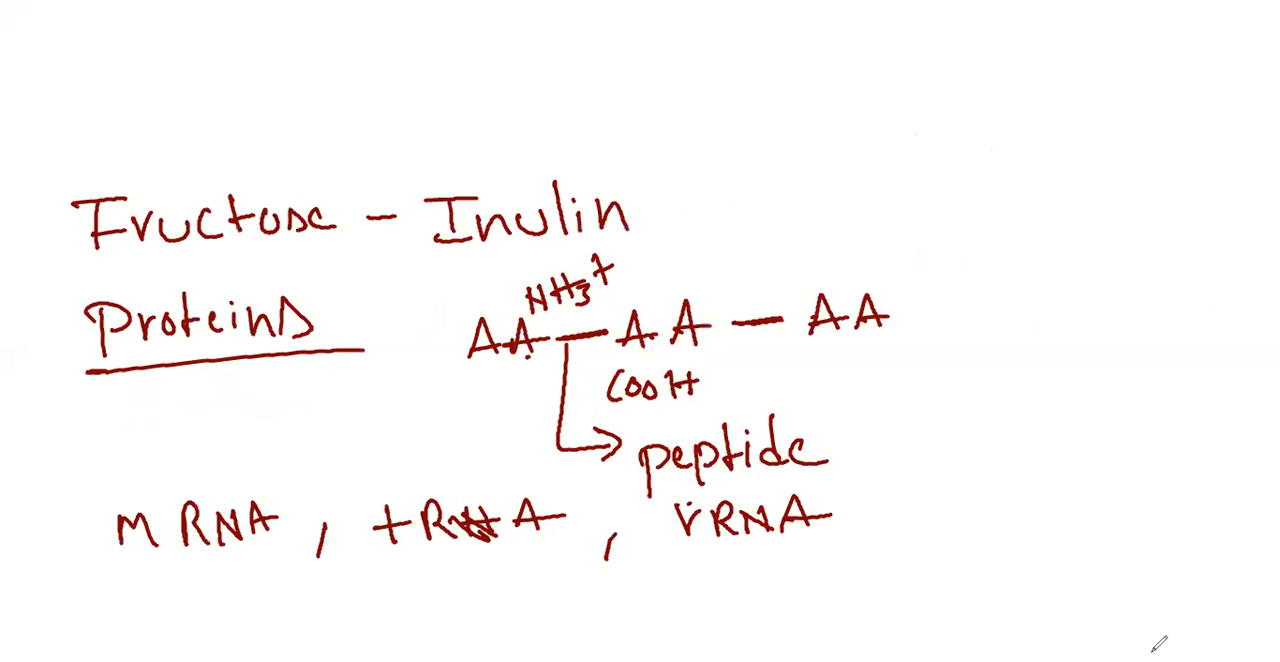 Fructose - Inulin
NH3+
Proteins AA — AA — AA
COOH
peptide
mRNA, tRNA, rRNA